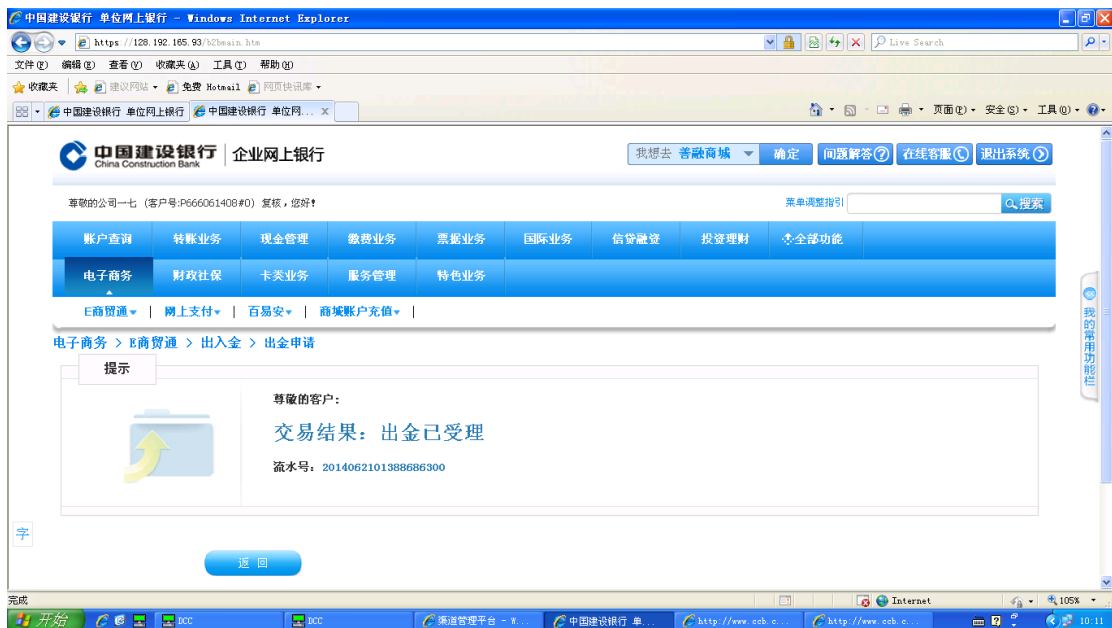 中国建设银行 单位网上银行 - Windows Internet Explorer
https://128.192.165.93/b2bmain.htm
Live Search
文件(F) 编辑(E) 查看(V) 收藏夹(A) 工具(T) 帮助(H)
收藏夹 建议网站 免费 Hotmail 网页快讯库
中国建设银行 单位网上银行 中国建设银行 单位网... X 页面(P) 安全(S) 工具(O)
中国建设银行 企业网上银行 我想去 善融商城 确定 问题解答 在线客服 退出系统
China Construction Bank
尊敬的公司一七 (客户号:P666061408#0) 复核，您好! 菜单调整指引 搜索
账户查询 转账业务 现金管理 缴费业务 票据业务 国际业务 信贷融资 投资理财 全部功能
电子商务 财政社保 卡类业务 服务管理 特色业务
E商贸通 | 网上支付 | 百易安 | 商城账户充值 |
我的常用功能栏
电子商务 > E商贸通 > 出入金 > 出金申请
提示
尊敬的客户:
交易结果: 出金已受理
流水号: 2014062101388686300
字
返 回
完成 Internet 105%
开始 DCC DCC 渠道管理平台 - W... 中国建设银行 单... http://www.ccb.c... http://www.ccb.c... 10:11